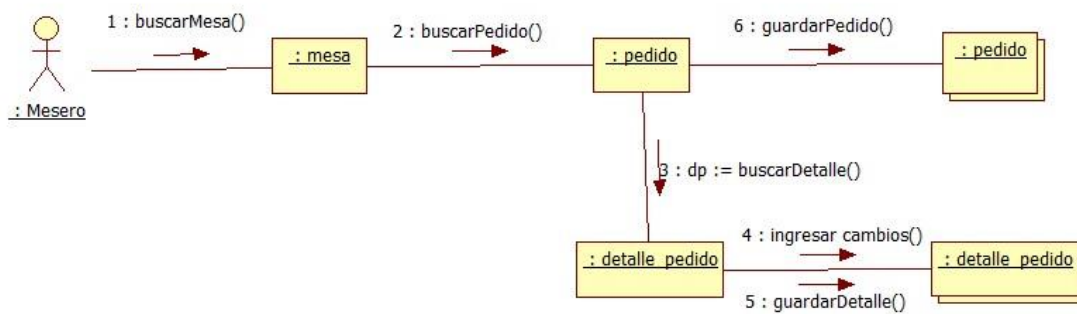 1 : buscarMesa()
2 : buscarPedido()
6 : guardarPedido()
: mesa
: pedido
: pedido
: Mesero
3 : dp := buscarDetalle()
4 : ingresar cambios()
: detalle_pedido
: detalle_pedido
5 : guardarDetalle()